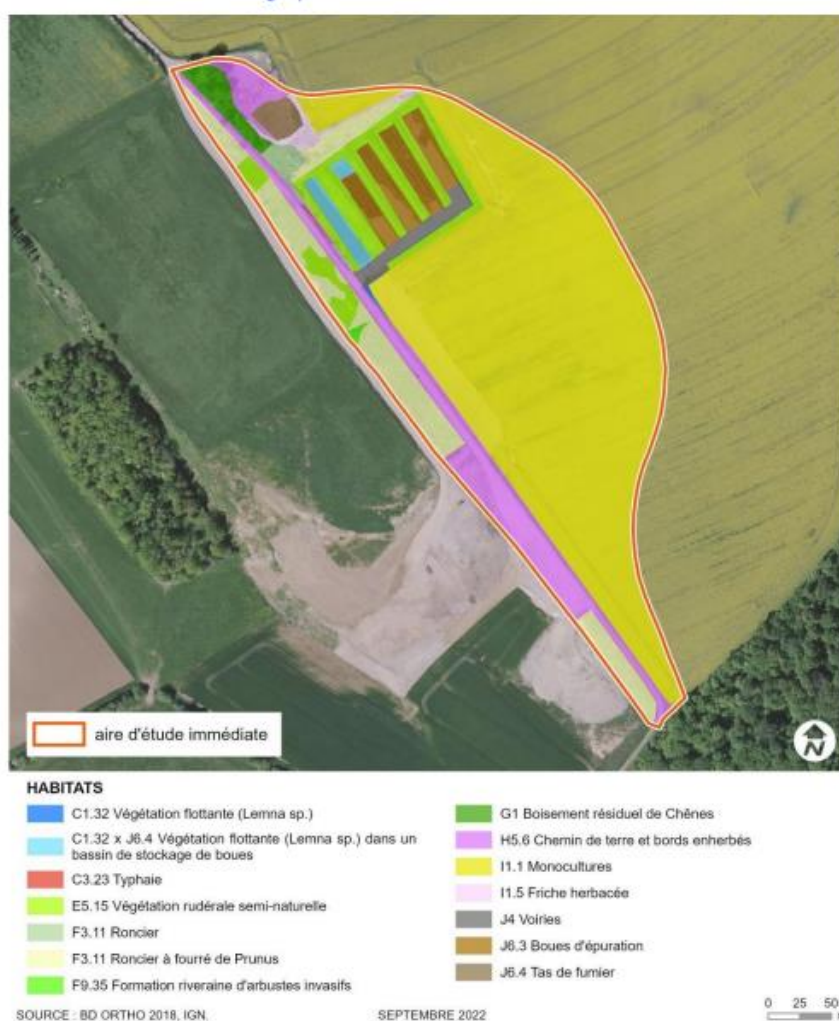 aire d'étude immédiate
N
HABITATS
C1.32 Végétation flottante (Lemna sp.)
C1.32 x J6.4 Végétation flottante (Lemna sp.) dans un
bassin de stockage de boues
C3.23 Typhaie
E5.15 Végétation rudérale semi-naturelle
F3.11 Roncier
F3.11 Roncier à fourré de Prunus
F9.35 Formation riveraine d'arbustes invasifs
G1 Boisement résiduel de Chênes
H5.6 Chemin de terre et bords enherbés
I1.1 Monocultures
I1.5 Friche herbacée
J4 Voiries
J6.3 Boues d'épuration
J6.4 Tas de fumier
SOURCE : BD ORTHO 2018, IGN.
SEPTEMBRE 2022
0 25 50